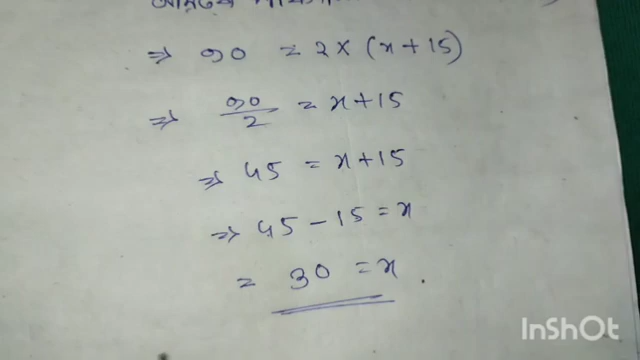 ⇒ 90 = 2 × (x + 15)
⇒ 90/2 = x + 15
⇒ 45 = x + 15
⇒ 45 - 15 = x
= 30 = x.
InShOt